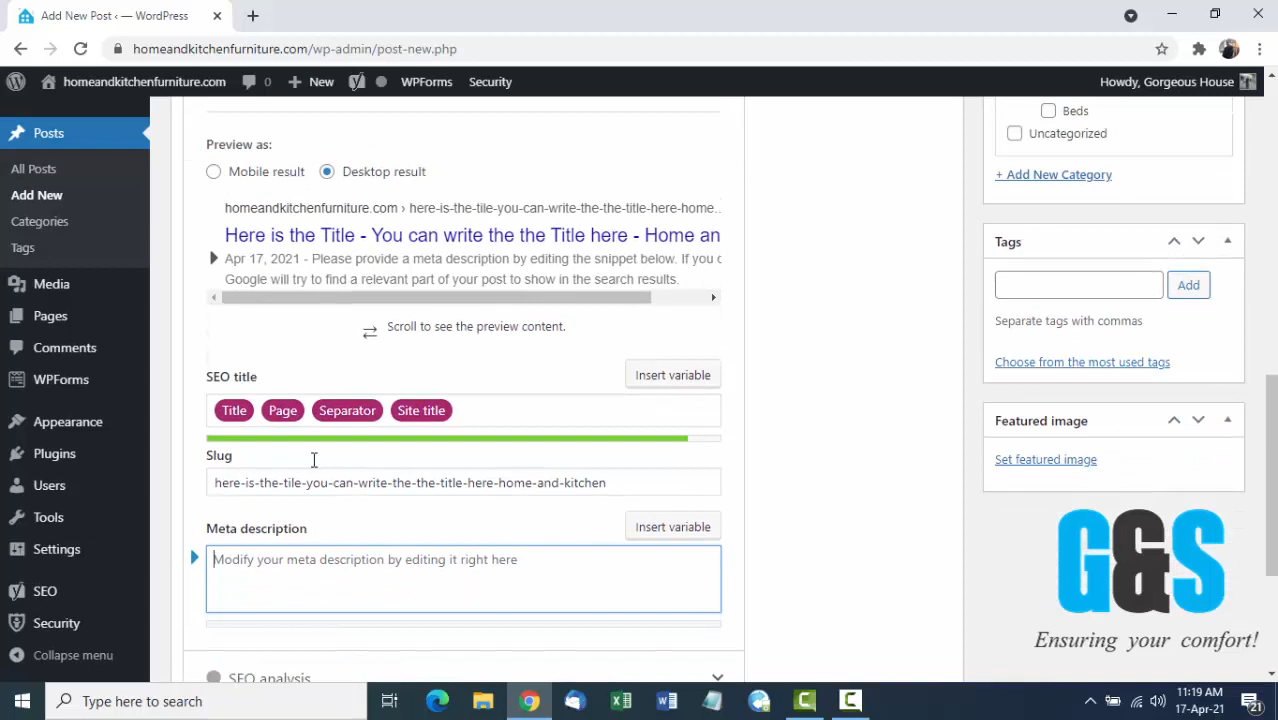 Add New Post ‹ — WordPress
homeandkitchenfurniture.com/wp-admin/post-new.php
homeandkitchenfurniture.com 0 New WPForms Security Howdy, Gorgeous House
Posts
All Posts
Add New
Categories
Tags
Media
Pages
Comments
WPForms
Appearance
Plugins
Users
Tools
Settings
SEO
Security
Collapse menu
Preview as:
Mobile result Desktop result
homeandkitchenfurniture.com › here-is-the-tile-you-can-write-the-the-title-here-home...
Here is the Title - You can write the the Title here - Home an
Apr 17, 2021 - Please provide a meta description by editing the snippet below. If you
Google will try to find a relevant part of your post to show in the search results.
Scroll to see the preview content.
SEO title Insert variable
Title Page Separator Site title
Slug
here-is-the-tile-you-can-write-the-the-title-here-home-and-kitchen
Meta description Insert variable
Modify your meta description by editing it right here
SEO analysis
Beds
Uncategorized
+ Add New Category
Tags
Add
Separate tags with commas
Choose from the most used tags
Featured image
Set featured image
G&S
Ensuring your comfort!
Type here to search
11:19 AM
17-Apr-21
21